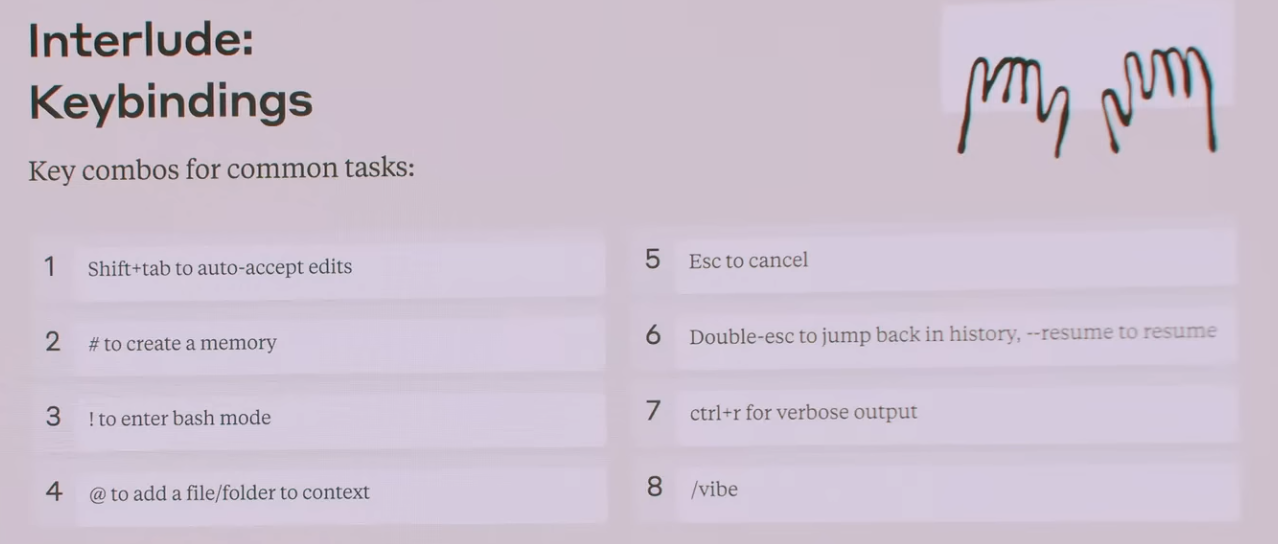 Interlude:
Keybindings
Key combos for common tasks:
1 Shift+tab to auto-accept edits
2 # to create a memory
3 ! to enter bash mode
4 @ to add a file/folder to context
5 Esc to cancel
6 Double-esc to jump back in history, --resume to resume
7 ctrl+r for verbose output
8 /vibe